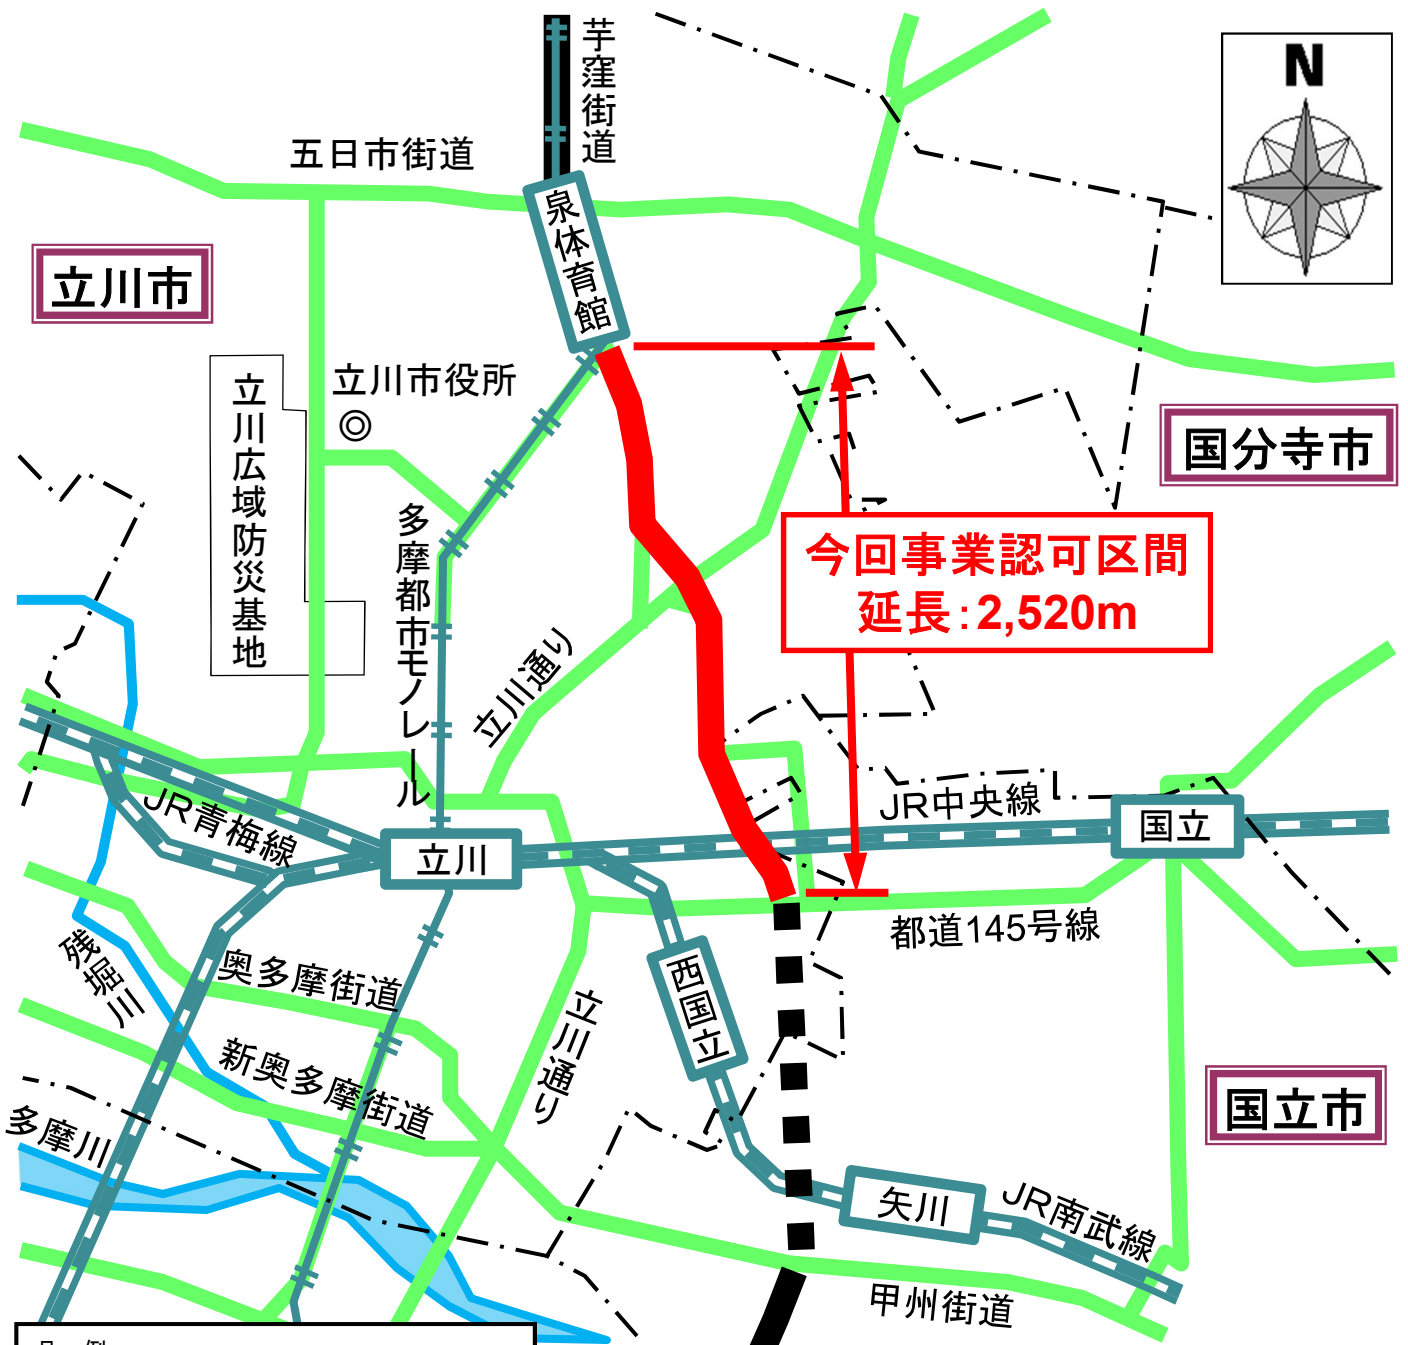 芋窪街道
N
五日市街道
泉体育館
立川市
立川市役所
立川広域防災基地
国分寺市
今回事業認可区間
延長：2,520m
多摩都市モノレール
立川通り
JR青梅線
JR中央線
国立
立川
都道145号線
残堀川
奥多摩街道
西国立
立川通り
新奥多摩街道
国立市
多摩川
矢川
JR南武線
甲州街道